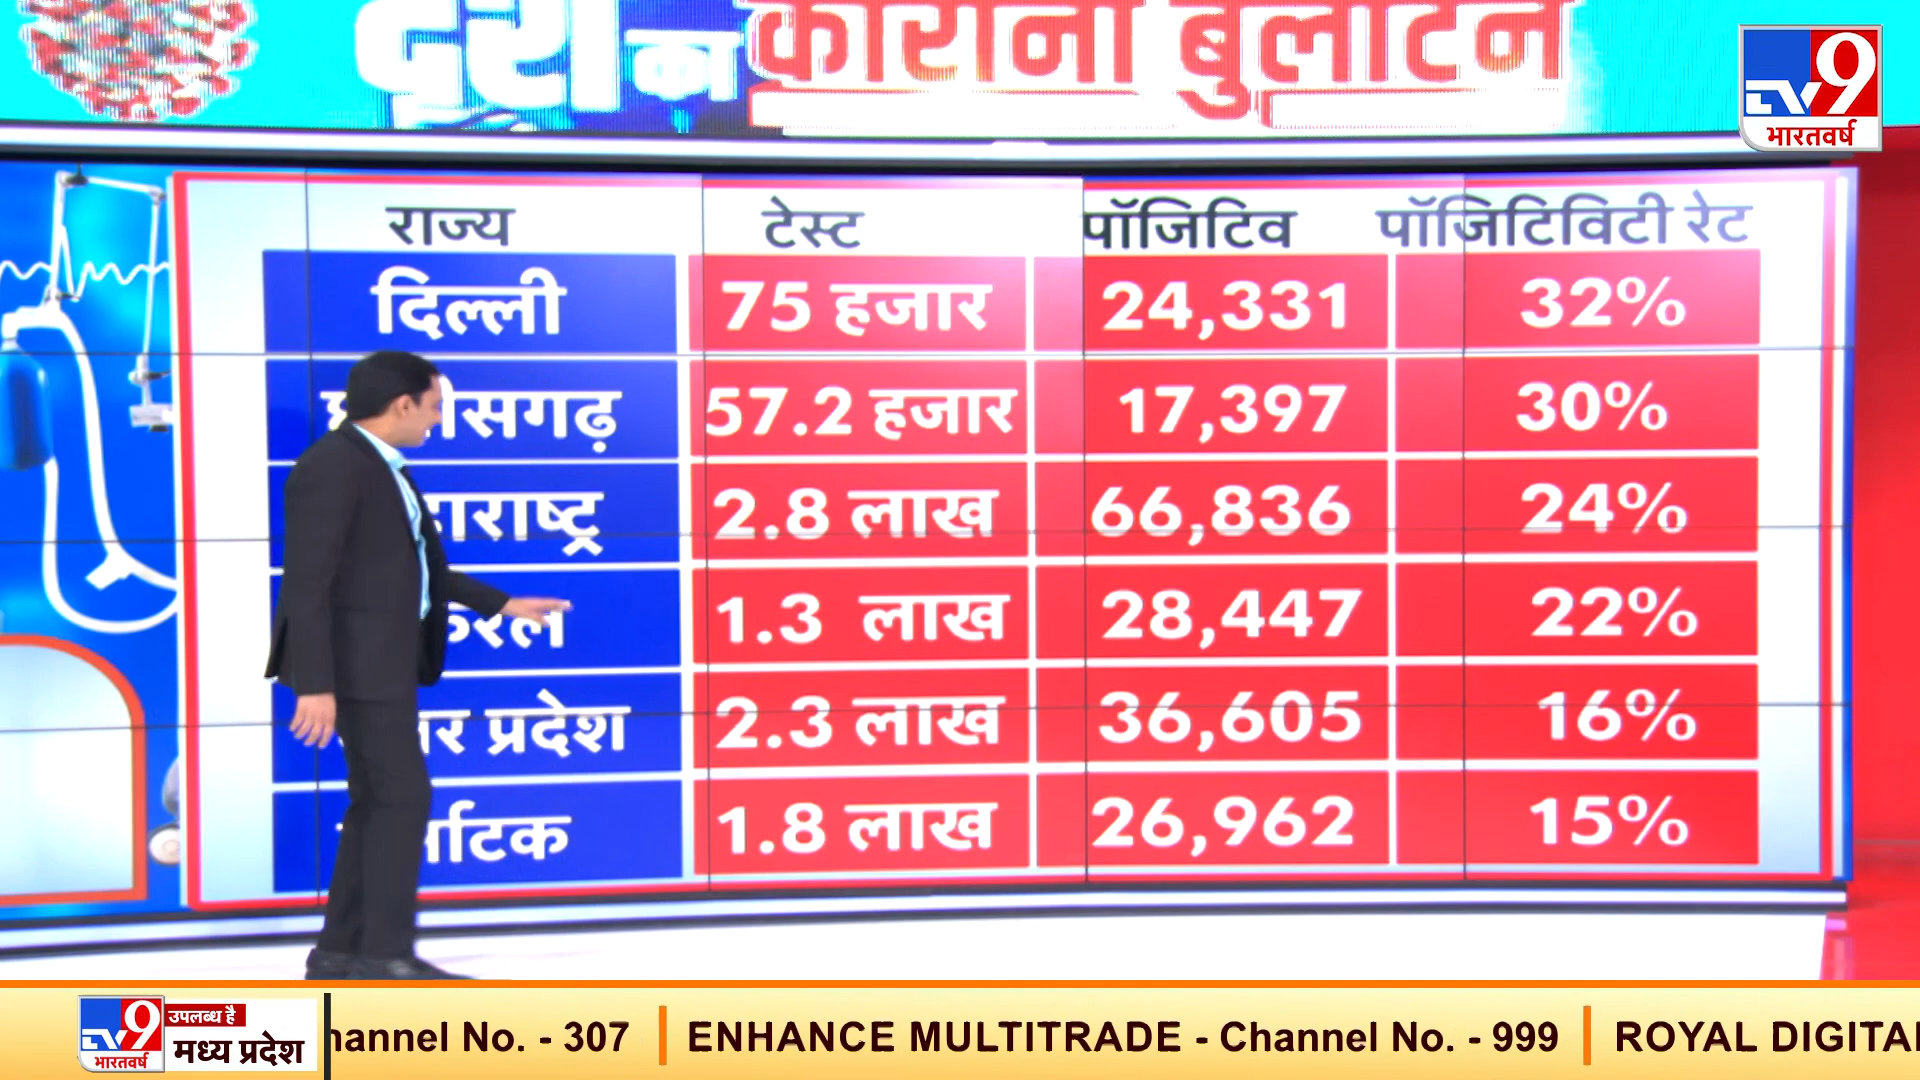 देश का कोरोना बुलेटिन
TV9
भारतवर्ष
राज्य टेस्ट पॉजिटिव पॉजिटिविटी रेट
दिल्ली 75 हजार 24,331 32%
57.2 हजार 17,397 30%
2.8 लाख 66,836 24%
1.3 लाख 28,447 22%
प्रदेश 2.3 लाख 36,605 16%
1.8 लाख 26,962 15%
TV9
भारतवर्ष
उपलब्ध है
मध्य प्रदेश
hannel No. - 307 | ENHANCE MULTITRADE - Channel No. - 999 | ROYAL DIGITA